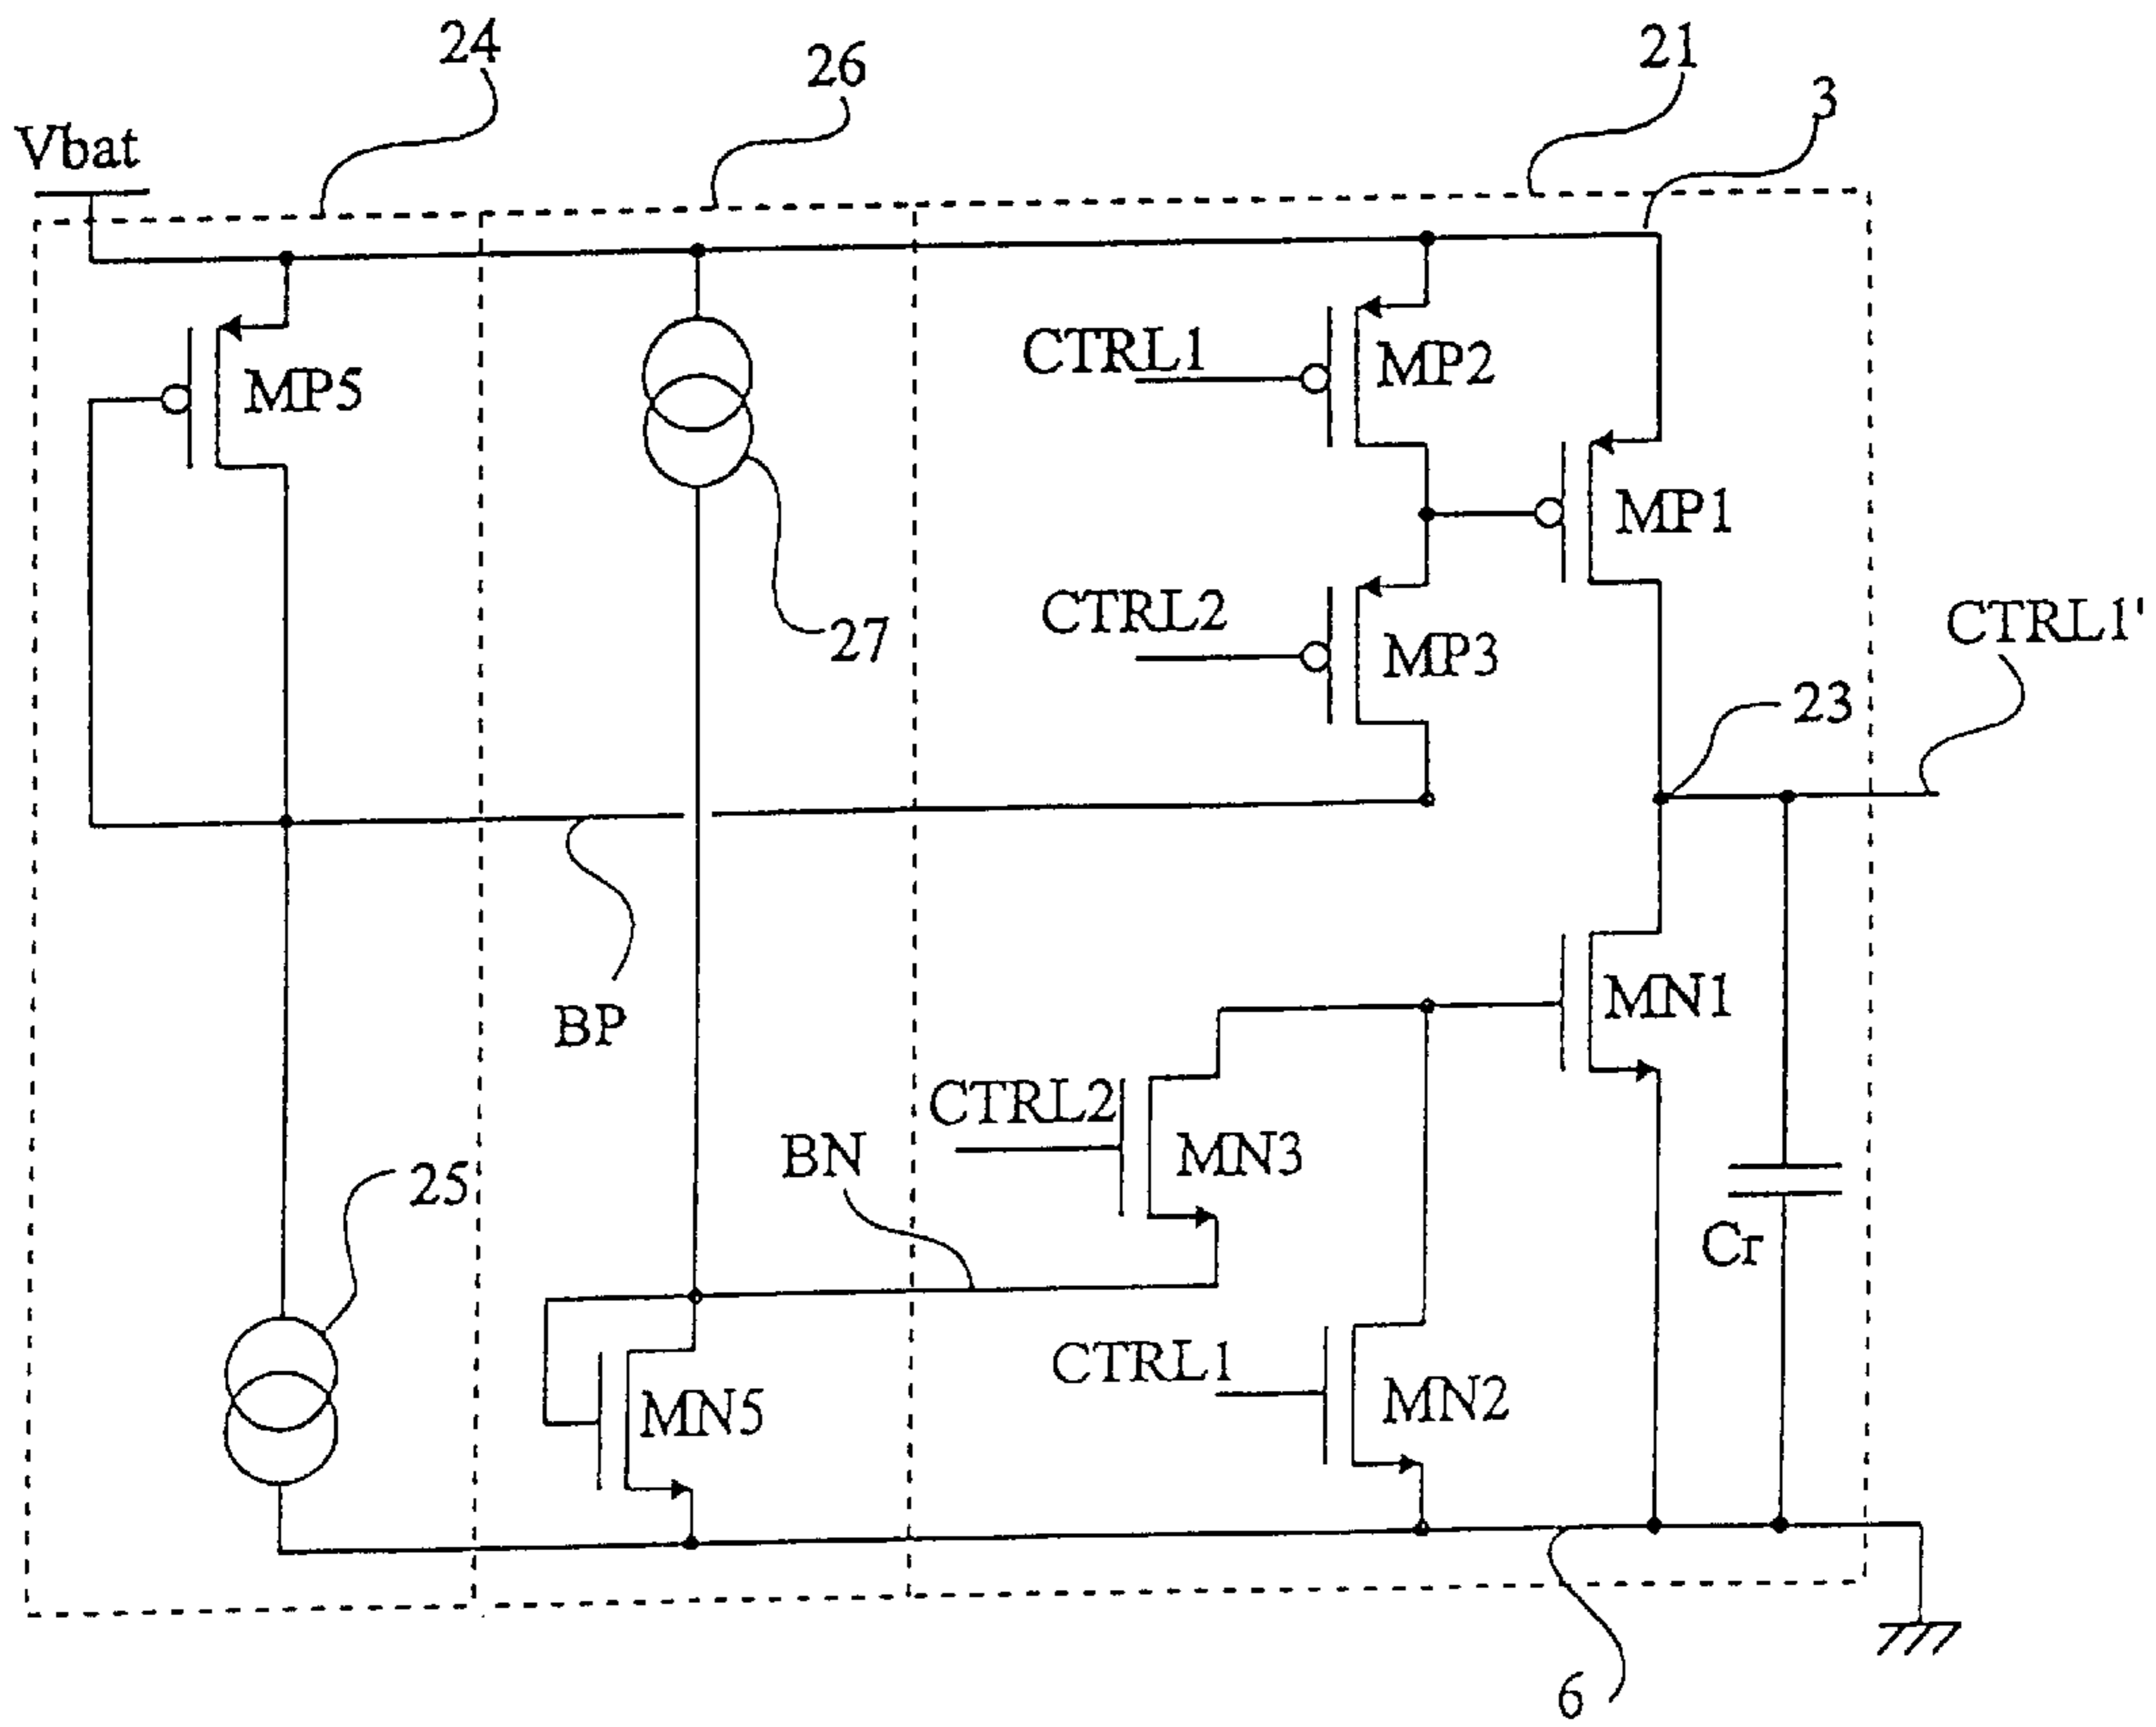 24
26
21
3
Vbat
CTRL1
MP2
MP5
MP1
CTRL2
MP3
27
CTRL1'
23
BP
MN1
CTRL2
MN3
BN
25
Cr
CTRL1
MN2
MN5
6